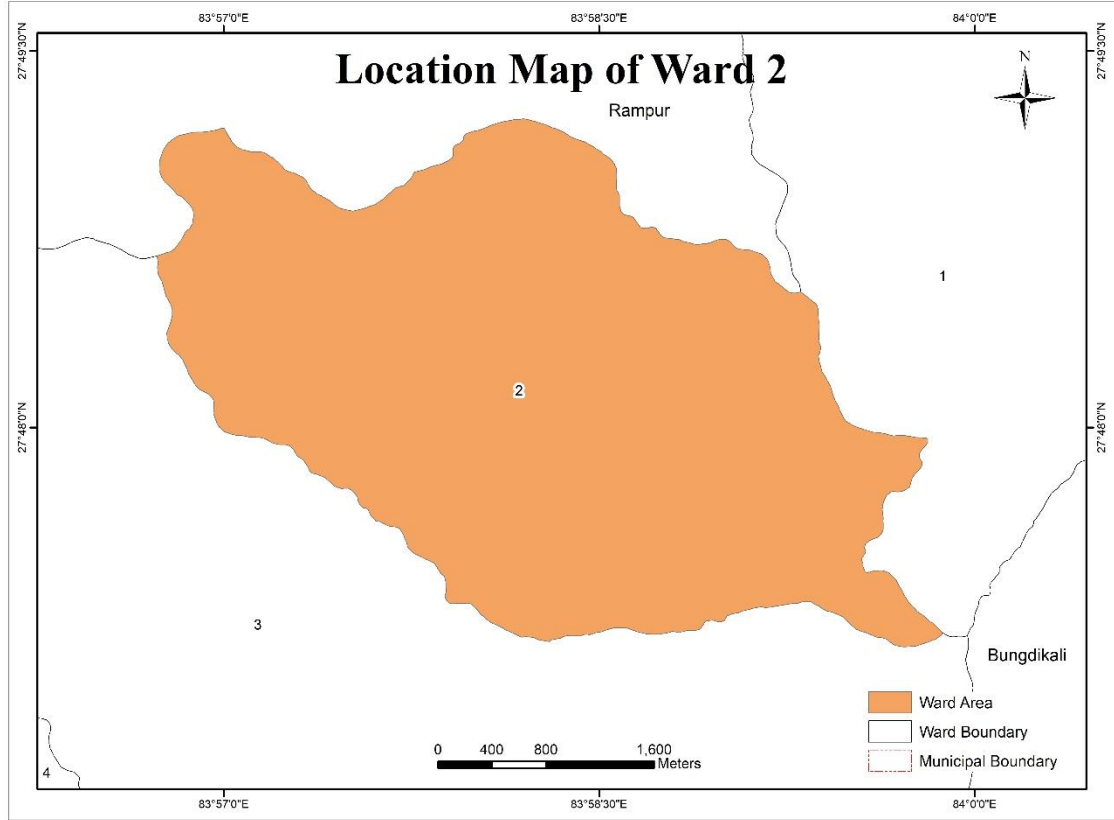 83°57'0"E
83°58'30"E
84°0'0"E
27°49'30"N
27°49'30"N
Location Map of Ward 2
N
Rampur
1
2
27°48'0"N
27°48'0"N
3
Bungdikali
Ward Area
Ward Boundary
Municipal Boundary
0 400 800 1,600
Meters
4
83°57'0"E
83°58'30"E
84°0'0"E